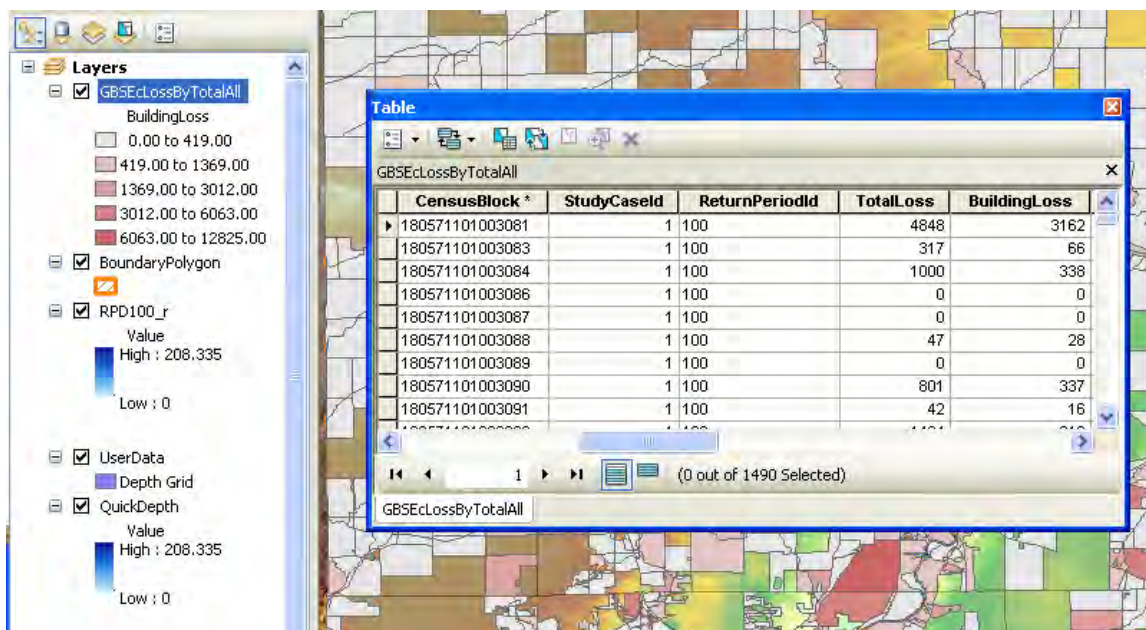 Layers
GBSEcLossByTotalAll
BuildingLoss
0.00 to 419.00
419.00 to 1369.00
1369.00 to 3012.00
3012.00 to 6063.00
6063.00 to 12825.00
BoundaryPolygon
RPD100_r
Value
High : 208.335
Low : 0
UserData
Depth Grid
QuickDepth
Value
High : 208.335
Low : 0
Table
GBSEcLossByTotalAll
CensusBlock * StudyCaseId ReturnPeriodId TotalLoss BuildingLoss
180571101003081 1 100 4848 3162
180571101003083 1 100 317 66
180571101003084 1 100 1000 338
180571101003086 1 100 0 0
180571101003087 1 100 0 0
180571101003088 1 100 47 28
180571101003089 1 100 0 0
180571101003090 1 100 801 337
180571101003091 1 100 42 16
1 (0 out of 1490 Selected)
GBSEcLossByTotalAll